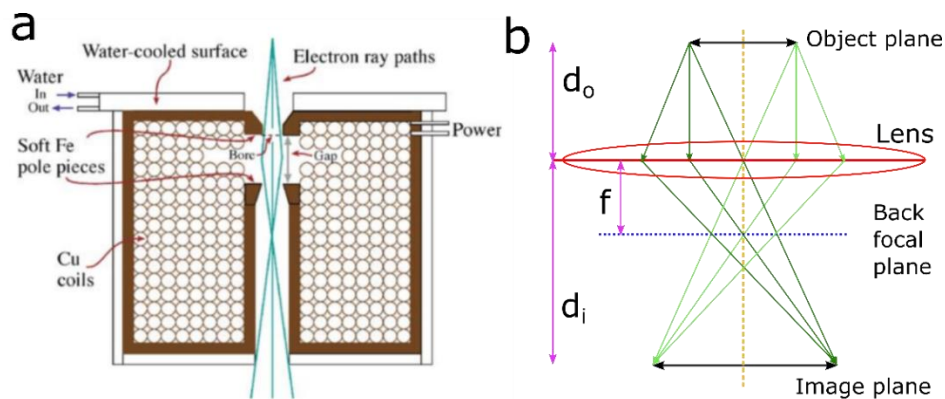 a
Water-cooled surface
Electron ray paths
Water
In
Out
Power
Soft Fe
pole pieces
Bore
Gap
Cu
coils
b
Object plane
d₀
Lens
f
Back
focal
plane
dᵢ
Image plane